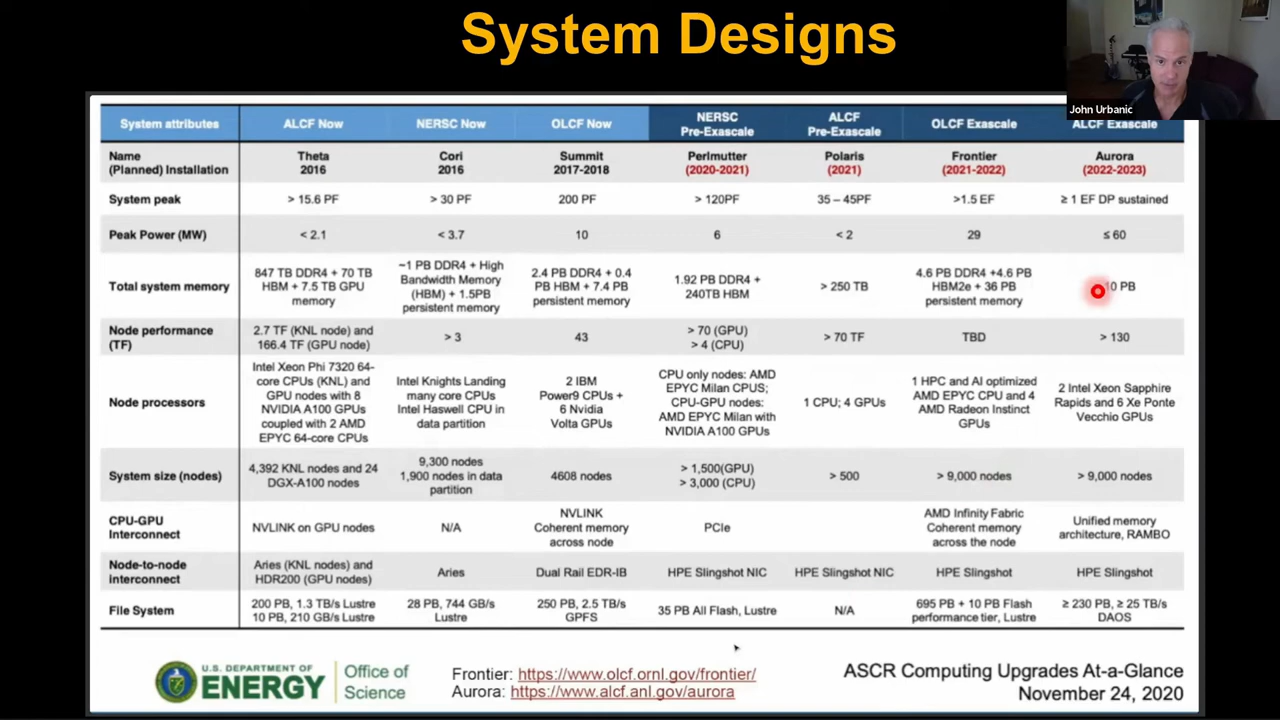 System Designs
John Urbanic
System attributes
ALCF Now
NERSC Now
OLCF Now
NERSC
Pre-Exascale
ALCF
Pre-Exascale
OLCF Exascale
ALCF Exascale
Name
(Planned) Installation
Theta
2016
Cori
2016
Summit
2017-2018
Perlmutter
(2020-2021)
Polaris
(2021)
Frontier
(2021-2022)
Aurora
(2022-2023)
System peak
> 15.6 PF
> 30 PF
200 PF
> 120PF
35 – 45PF
>1.5 EF
≥ 1 EF DP sustained
Peak Power (MW)
< 2.1
< 3.7
10
6
< 2
29
≤ 60
Total system memory
847 TB DDR4 + 70 TB
HBM + 7.5 TB GPU
memory
~1 PB DDR4 + High
Bandwidth Memory
(HBM) + 1.5PB
persistent memory
2.4 PB DDR4 + 0.4
PB HBM + 7.4 PB
persistent memory
1.92 PB DDR4 +
240TB HBM
> 250 TB
4.6 PB DDR4 +4.6 PB
HBM2e + 36 PB
persistent memory
10 PB
Node performance
(TF)
2.7 TF (KNL node) and
166.4 TF (GPU node)
> 3
43
> 70 (GPU)
> 4 (CPU)
> 70 TF
TBD
> 130
Node processors
Intel Xeon Phi 7320 64-
core CPUs (KNL) and
GPU nodes with 8
NVIDIA A100 GPUs
coupled with 2 AMD
EPYC 64-core CPUs
Intel Knights Landing
many core CPUs
Intel Haswell CPU in
data partition
2 IBM
Power9 CPUs +
6 Nvidia
Volta GPUs
CPU only nodes: AMD
EPYC Milan CPUS;
CPU-GPU nodes:
AMD EPYC Milan with
NVIDIA A100 GPUs
1 CPU; 4 GPUs
1 HPC and AI optimized
AMD EPYC CPU and 4
AMD Radeon Instinct
GPUs
2 Intel Xeon Sapphire
Rapids and 6 Xe Ponte
Vecchio GPUs
System size (nodes)
4,392 KNL nodes and 24
DGX-A100 nodes
9,300 nodes
1,900 nodes in data
partition
4608 nodes
> 1,500(GPU)
> 3,000 (CPU)
> 500
> 9,000 nodes
> 9,000 nodes
CPU-GPU
Interconnect
NVLINK on GPU nodes
N/A
NVLINK
Coherent memory
across node
PCIe
AMD Infinity Fabric
Coherent memory
across the node
Unified memory
architecture, RAMBO
Node-to-node
interconnect
Aries (KNL nodes) and
HDR200 (GPU nodes)
Aries
Dual Rail EDR-IB
HPE Slingshot NIC
HPE Slingshot NIC
HPE Slingshot
HPE Slingshot
File System
200 PB, 1.3 TB/s Lustre
10 PB, 210 GB/s Lustre
28 PB, 744 GB/s
Lustre
250 PB, 2.5 TB/s
GPFS
35 PB All Flash, Lustre
N/A
695 PB + 10 PB Flash
performance tier, Lustre
≥ 230 PB, ≥ 25 TB/s
DAOS
U.S. DEPARTMENT OF
ENERGY
Office of
Science
Frontier: https://www.olcf.ornl.gov/frontier/
Aurora: https://www.alcf.anl.gov/aurora
ASCR Computing Upgrades At-a-Glance
November 24, 2020